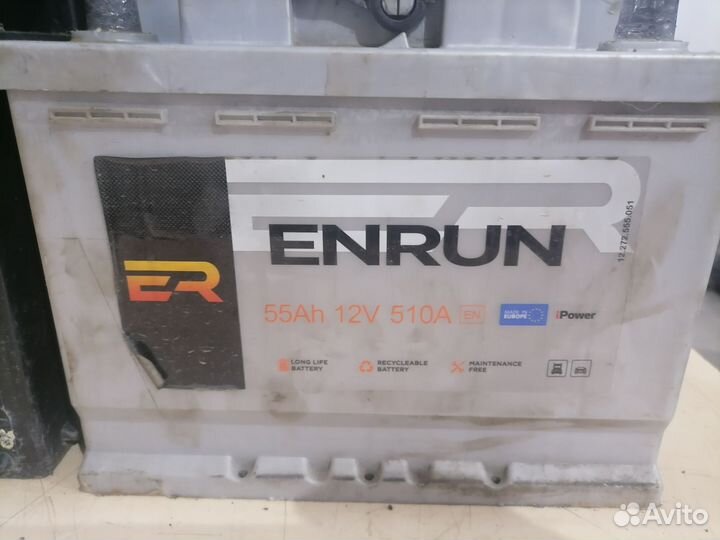 ENRUN
12.272.555.051
ER
55Ah 12V 510A EN
MADE IN EUROPE
iPower
LONG LIFE
BATTERY
RECYCLEABLE
BATTERY
MAINTENANCE
FREE
Avito